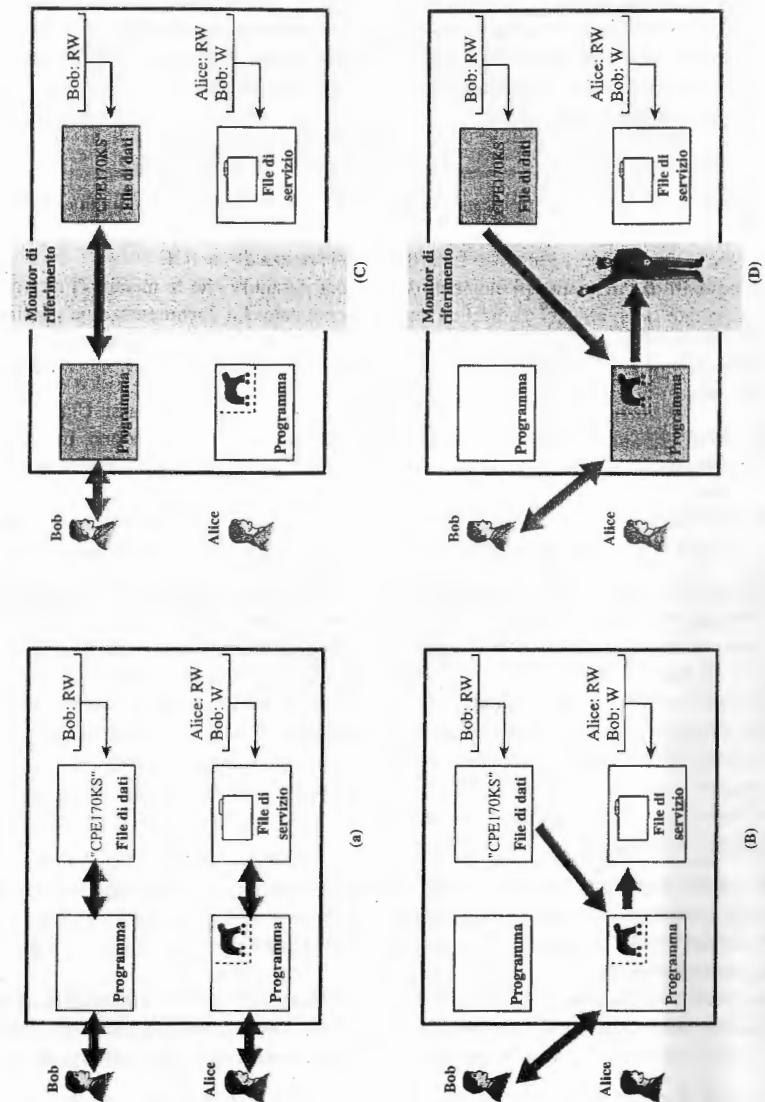 Bob
Programma
"CPE170KS"
File di dati
Bob: RW
Alice
Programma
File di
servizio
Alice: RW
Bob: W
(a)
Bob
Programma
"CPE170KS"
File di dati
Bob: RW
Alice
Programma
File di
servizio
Alice: RW
Bob: W
(B)
Monitor di
riferimento
Bob
Programma
"CPE170KS"
File di dati
Bob: RW
Alice
Programma
File di
servizio
Alice: RW
Bob: W
(C)
Monitor di
riferimento
Bob
Programma
"CPE170KS"
File di dati
Bob: RW
Alice
Programma
File di
servizio
Alice: RW
Bob: W
(D)